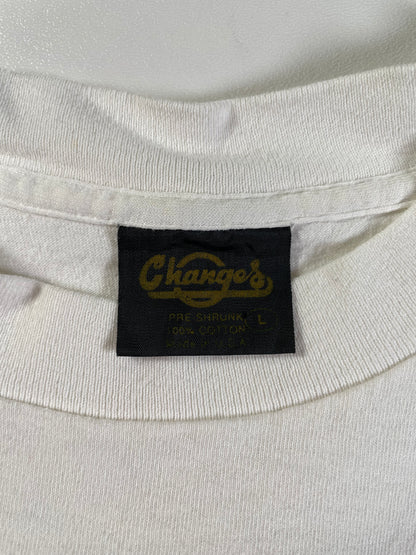 Changes
PRE-SHRUNK L
100% COTTON
Made in U.S.A.